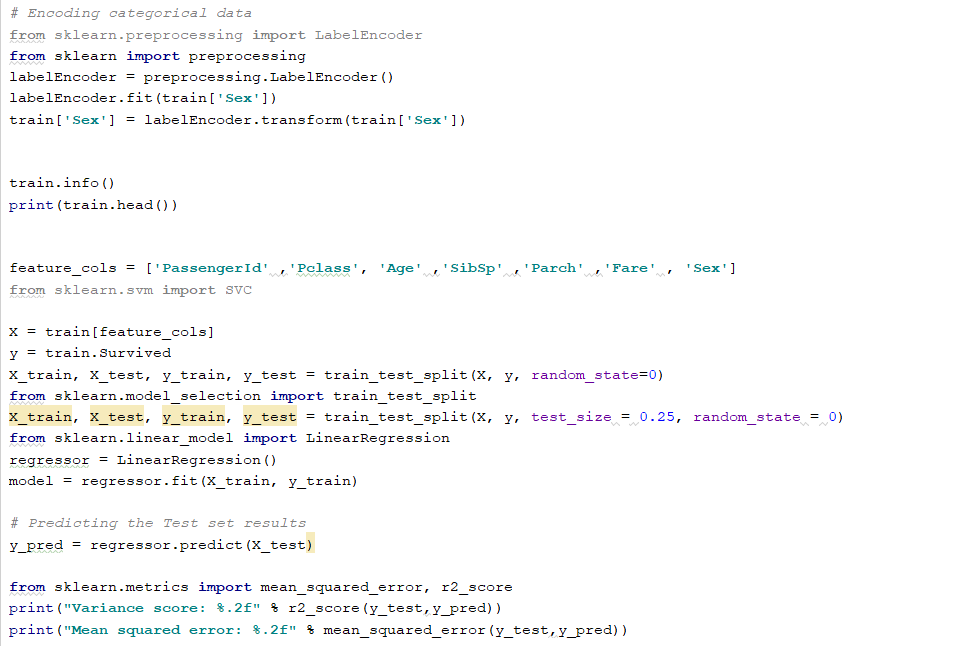 # Encoding categorical data
from sklearn.preprocessing import LabelEncoder
from sklearn import preprocessing
labelEncoder = preprocessing.LabelEncoder()
labelEncoder.fit(train['Sex'])
train['Sex'] = labelEncoder.transform(train['Sex'])
train.info()
print(train.head())
feature_cols = ['PassengerId' ,'Pclass', 'Age' ,'SibSp' ,'Parch' ,'Fare' , 'Sex']
from sklearn.svm import SVC
X = train[feature_cols]
y = train.Survived
X_train, X_test, y_train, y_test = train_test_split(X, y, random_state=0)
from sklearn.model_selection import train_test_split
X_train, X_test, y_train, y_test = train_test_split(X, y, test_size = 0.25, random_state = 0)
from sklearn.linear_model import LinearRegression
regressor = LinearRegression()
model = regressor.fit(X_train, y_train)
# Predicting the Test set results
y_pred = regressor.predict(X_test)
from sklearn.metrics import mean_squared_error, r2_score
print("Variance score: %.2f" % r2_score(y_test,y_pred))
print("Mean squared error: %.2f" % mean_squared_error(y_test,y_pred))